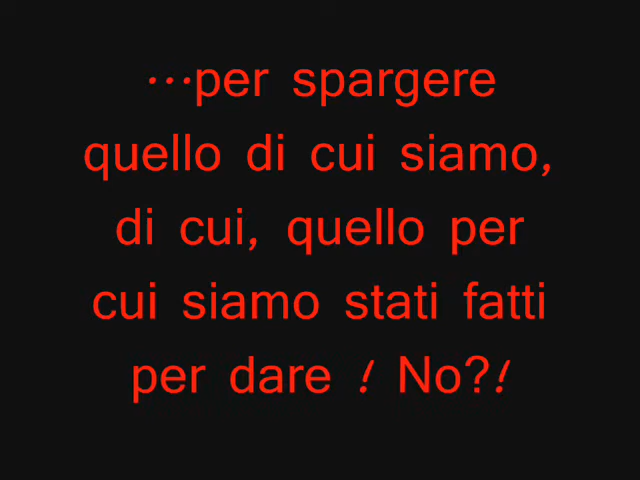 ...per spargere
quello di cui siamo,
di cui, quello per
cui siamo stati fatti
per dare ! No?!